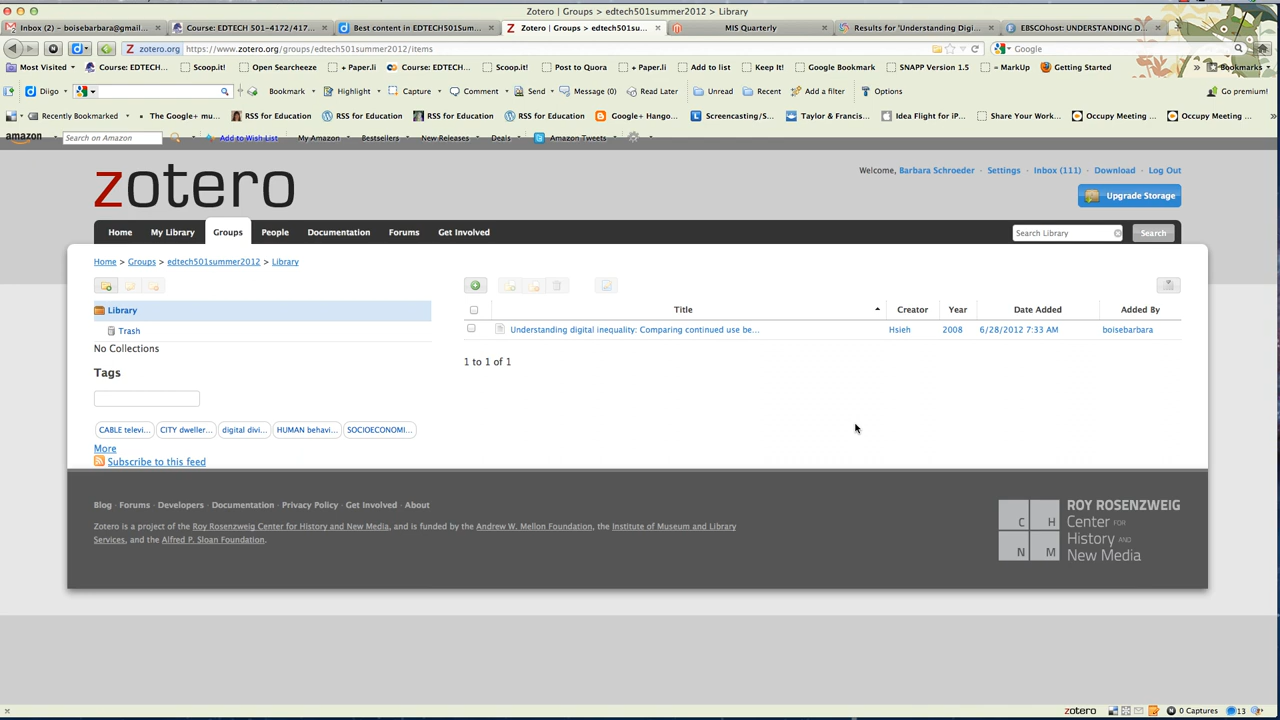 Zotero | Groups > edtech501summer2012 > Library
Inbox (20) – boisebarbara@gmail... Course: EDTECH 501–4172/417... Best content in EDTECH501Sum... Zotero | Groups > edtech501su... MIS Quarterly Results for 'Understanding Digi... EBSCOhost: UNDERSTANDING D...
zotero.org https://www.zotero.org/groups/edtech501summer2012/items Google
Most Visited Course: EDTECH... Scoop.it! Open Searcheeze + Paper.li Course: EDTECH... Scoop.it! Post to Quora + Paper.li Add to list Keep It! Google Bookmark SNAPP Version 1.5 = MarkUp Getting Started Bookmarks
Diigo Bookmark Highlight Capture Comment Send Message (0) Read Later Unread Recent Add a filter Options Go premium!
Recently Bookmarked The Google+ mu... RSS for Education RSS for Education RSS for Education RSS for Education Google+ Hango... Screencasting/S... Taylor & Francis... Idea Flight for iP... Share Your Work... Occupy Meeting ... Occupy Meeting ...
amazon Search on Amazon Add to Wish List My Amazon Bestsellers New Releases Deals Amazon Tweets
zotero
Welcome, Barbara Schroeder · Settings · Inbox (111) · Download · Log Out
Upgrade Storage
Home My Library Groups People Documentation Forums Get Involved Search Library Search
Home > Groups > edtech501summer2012 > Library
Library
Trash
No Collections
Tags
CABLE televi... CITY dweller... digital divi... HUMAN behavi... SOCIOECONOMI...
More
Subscribe to this feed
Title Creator Year Date Added Added By
Understanding digital inequality: Comparing continued use be... Hsieh 2008 6/28/2012 7:33 AM boisebarbara
1 to 1 of 1
Blog · Forums · Developers · Documentation · Privacy Policy · Get Involved · About
Zotero is a project of the Roy Rosenzweig Center for History and New Media, and is funded by the Andrew W. Mellon Foundation, the Institute of Museum and Library
Services, and the Alfred P. Sloan Foundation.
C H N M
ROY ROSENZWEIG
Center FOR
History AND
New Media
zotero 0 Captures 13